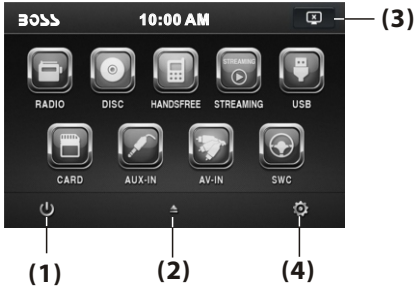 BOSS 10:00 AM (3)
STREAMING
RADIO DISC HANDSFREE STREAMING USB
CARD AUX-IN AV-IN SWC
(1) (2) (4)